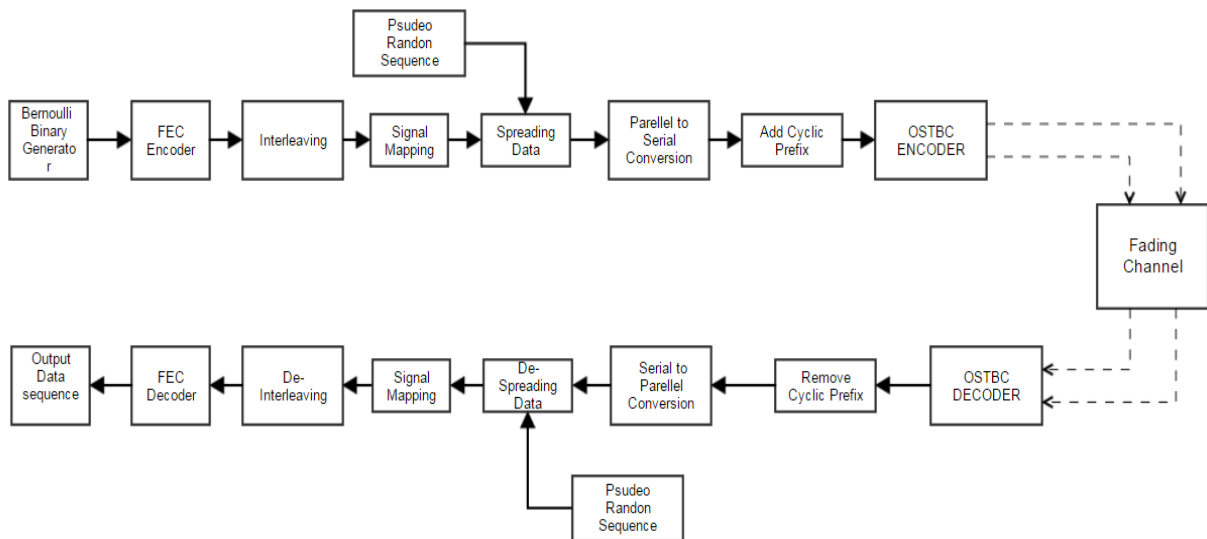 Psudeo
Randon
Sequence
Bernoulli
Binary
Generato
r
FEC
Encoder
Interleaving
Signal
Mapping
Spreading
Data
Parellel to
Serial
Conversion
Add Cyclic
Prefix
OSTBC
ENCODER
Fading
Channel
Output
Data
sequence
FEC
Decoder
De-
Interleaving
Signal
Mapping
De-
Spreading
Data
Serial to
Parellel
Conversion
Remove
Cyclic Prefix
OSTBC
DECODER
Psudeo
Randon
Sequence